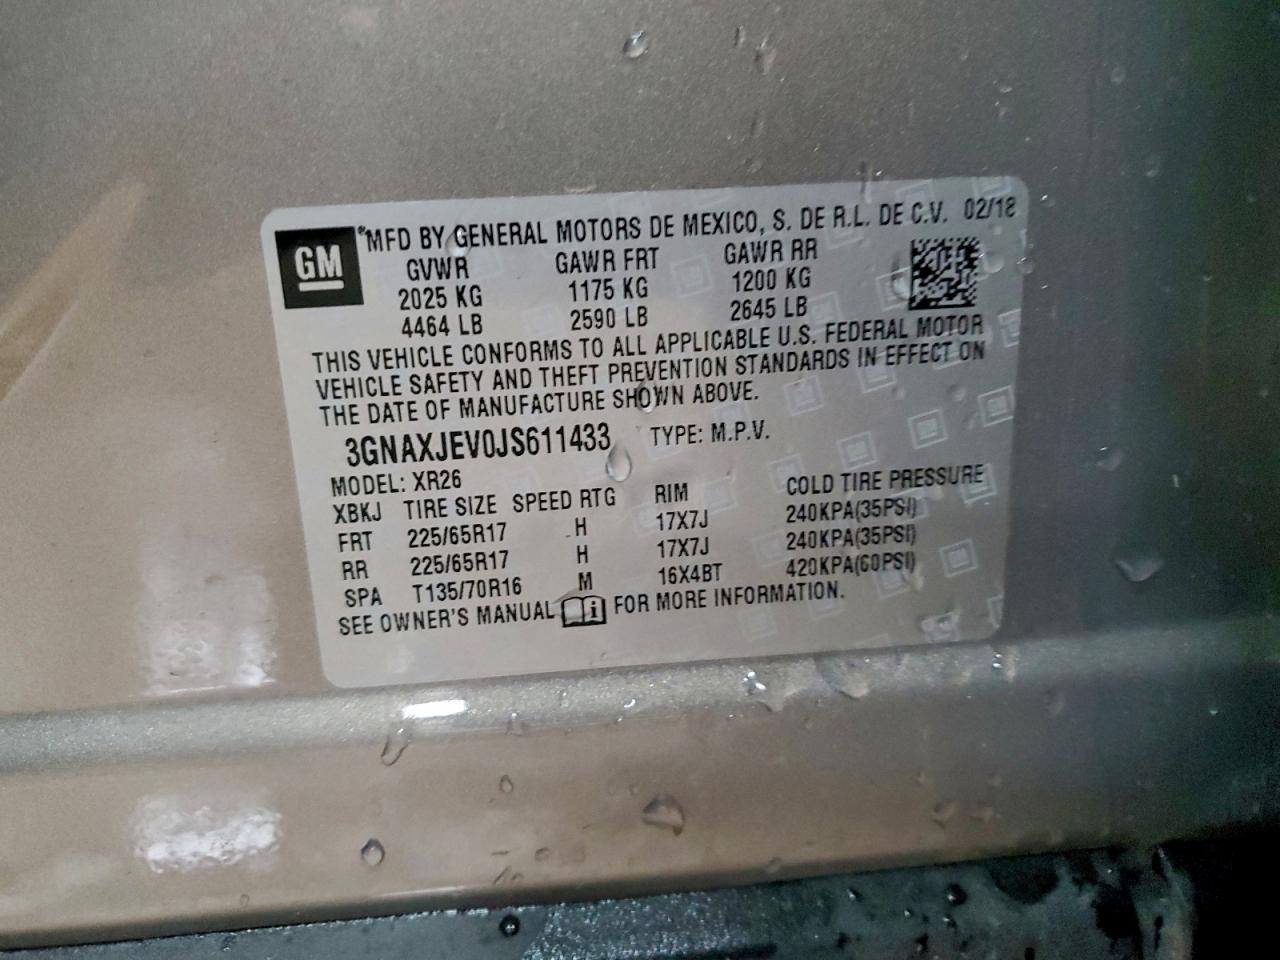 GM ®MFD BY GENERAL MOTORS DE MEXICO, S. DE R.L. DE C.V. 02/18
GVWR GAWR FRT GAWR RR
2025 KG 1175 KG 1200 KG
4464 LB 2590 LB 2645 LB
THIS VEHICLE CONFORMS TO ALL APPLICABLE U.S. FEDERAL MOTOR
VEHICLE SAFETY AND THEFT PREVENTION STANDARDS IN EFFECT ON
THE DATE OF MANUFACTURE SHOWN ABOVE.
3GNAXJEV0JS611433 TYPE: M.P.V.
MODEL: XR26
XBKJ TIRE SIZE SPEED RTG RIM COLD TIRE PRESSURE
FRT 225/65R17 H 17X7J 240KPA(35PSI)
RR 225/65R17 H 17X7J 240KPA(35PSI)
SPA T135/70R16 M 16X4BT 420KPA(60PSI)
SEE OWNER'S MANUAL i FOR MORE INFORMATION.